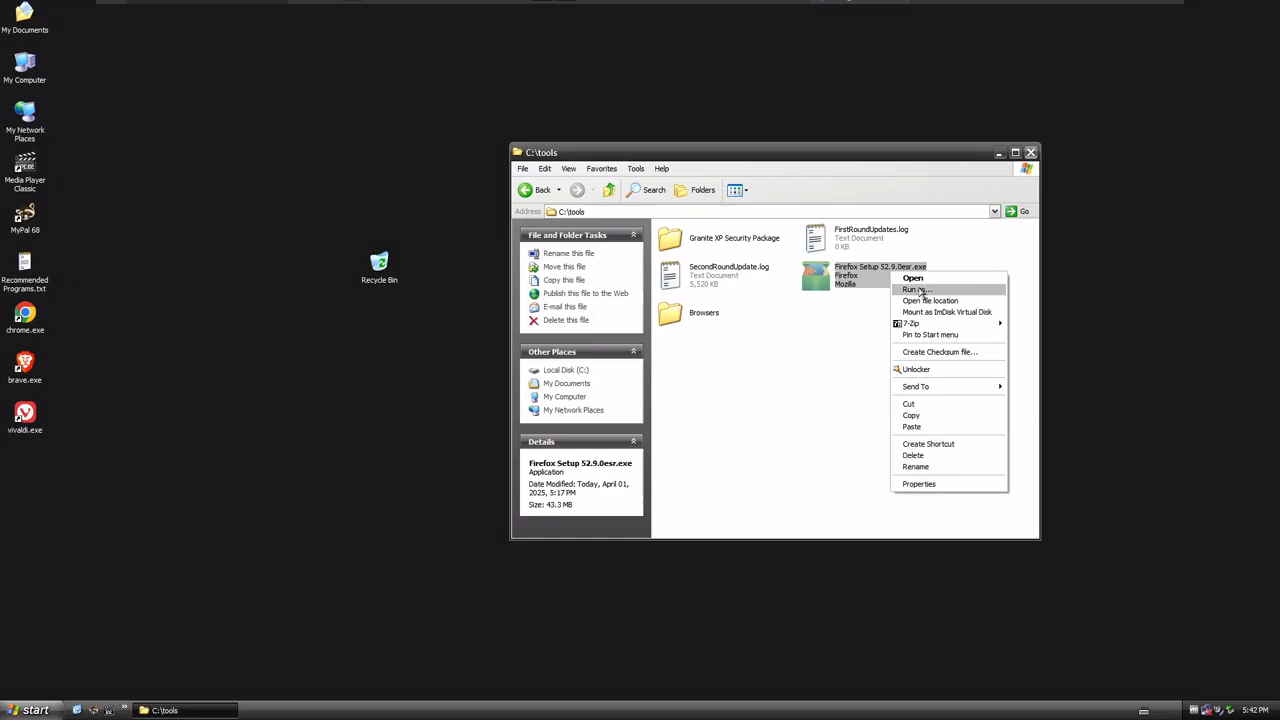 My Documents
My Computer
My Network
Places
Media Player
Classic
MyPal 68
Recommended
Programs.txt
chrome.exe
brave.exe
vivaldi.exe
Recycle Bin
C:\tools
File Edit View Favorites Tools Help
Back Search Folders
Address C:\tools Go
File and Folder Tasks
Rename this file
Move this file
Copy this file
Publish this file to the Web
E-mail this file
Delete this file
Other Places
Local Disk (C:)
My Documents
My Computer
My Network Places
Details
Firefox Setup 52.9.0esr.exe
Application
Date Modified: Today, April 01,
2025, 5:17 PM
Size: 43.3 MB
Granite XP Security Package
FirstRoundUpdates.log
Text Document
0 KB
SecondRoundUpdate.log
Text Document
5,520 KB
Firefox Setup 52.9.0esr.exe
Firefox
Mozilla
Browsers
Open
Run as...
Open file location
Mount as ImDisk Virtual Disk
7-Zip
Pin to Start menu
Create Checksum file...
Unlocker
Send To
Cut
Copy
Paste
Create Shortcut
Delete
Rename
Properties
start C:\tools 5:42 PM